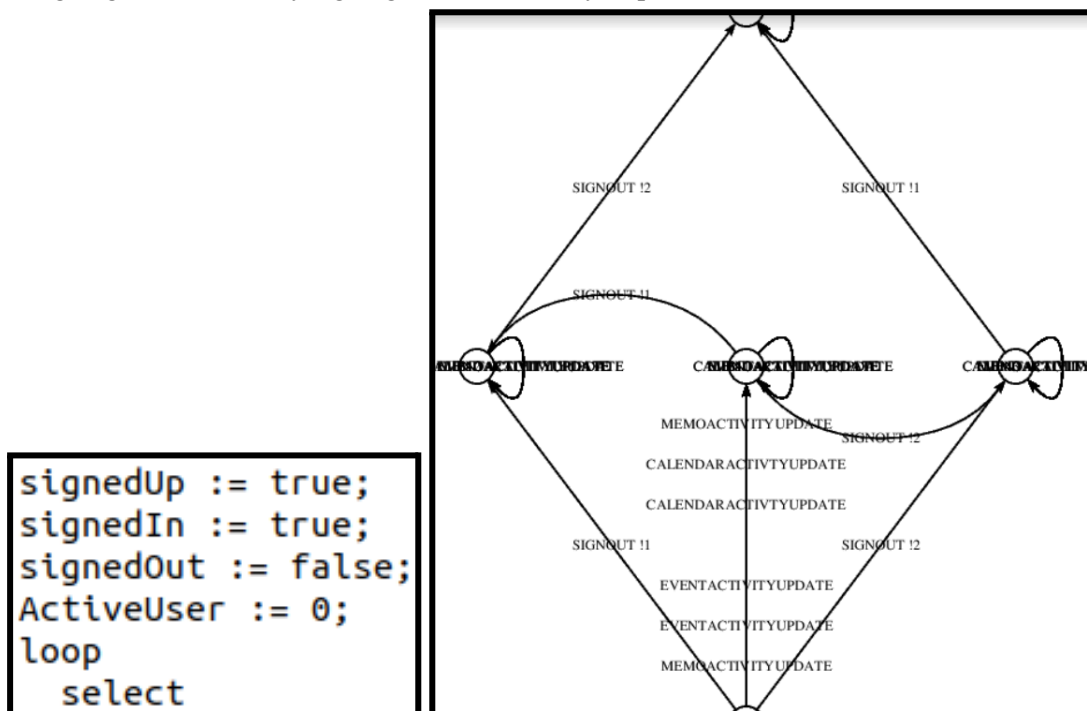 signedUp := true;
signedIn := true;
signedOut := false;
ActiveUser := 0;
loop
select
SIGNOUT !2
SIGNOUT !1
SIGNOUT !1
MEMOACTIVITYUPDATE
SIGNOUT !2
CALENDARACTIVTYUPDATE
CALENDARACTIVTYUPDATE
SIGNOUT !1
SIGNOUT !2
EVENTACTIVITYUPDATE
EVENTACTIVITYUPDATE
MEMOACTIVITYUPDATE